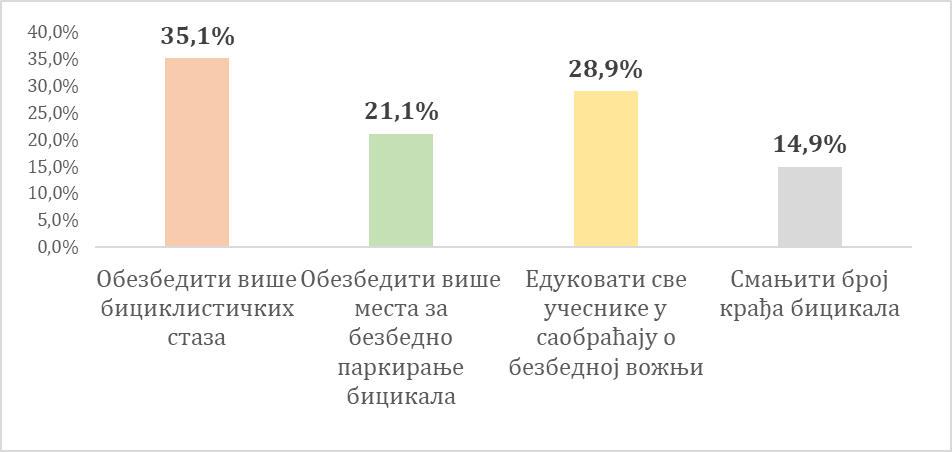 40,0%
35,0%
30,0%
25,0%
20,0%
15,0%
10,0%
5,0%
0,0%
35,1%
21,1%
28,9%
14,9%
Обезбедити више
бициклистичких
стаза
Обезбедити више
места за
безбедно
паркирање
бицикала
Едуковати све
учеснике у
саобраћају о
безбедној вожњи
Смањити број
крађа бицикала